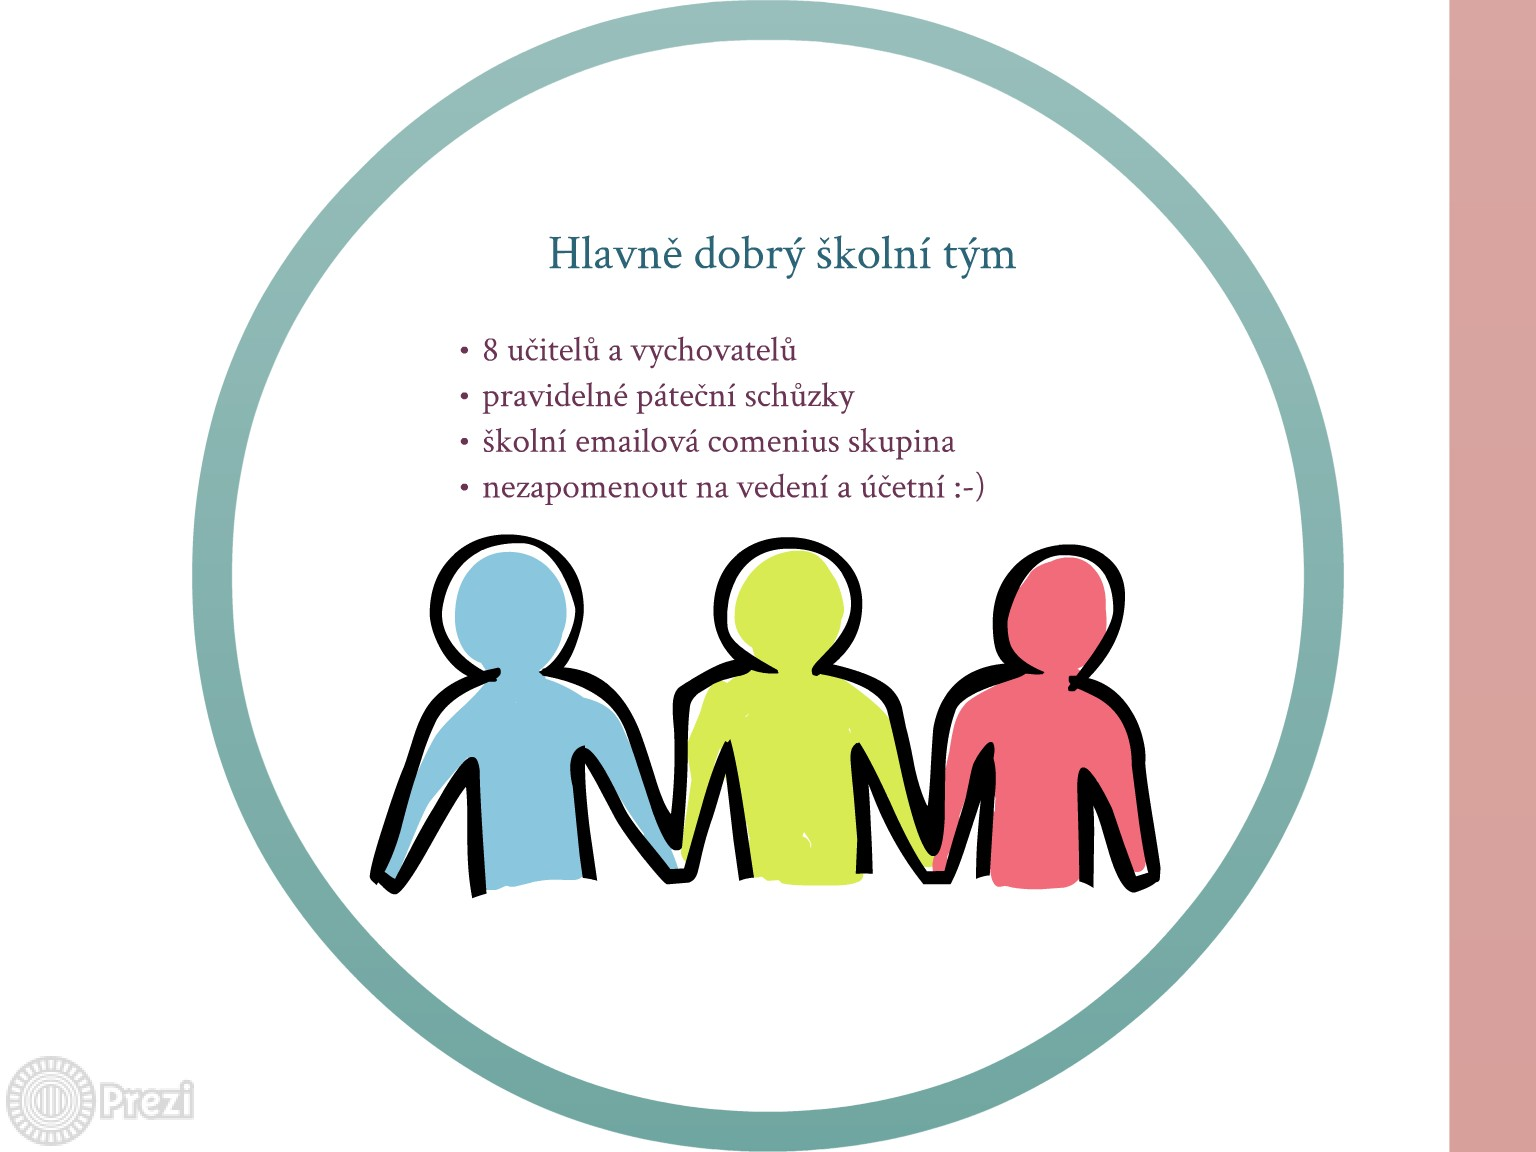 Hlavně dobrý školní tým
• 8 učitelů a vychovatelů
• pravidelné páteční schůzky
• školní emailová comenius skupina
• nezapomenout na vedení a účetní :-)
Prezi